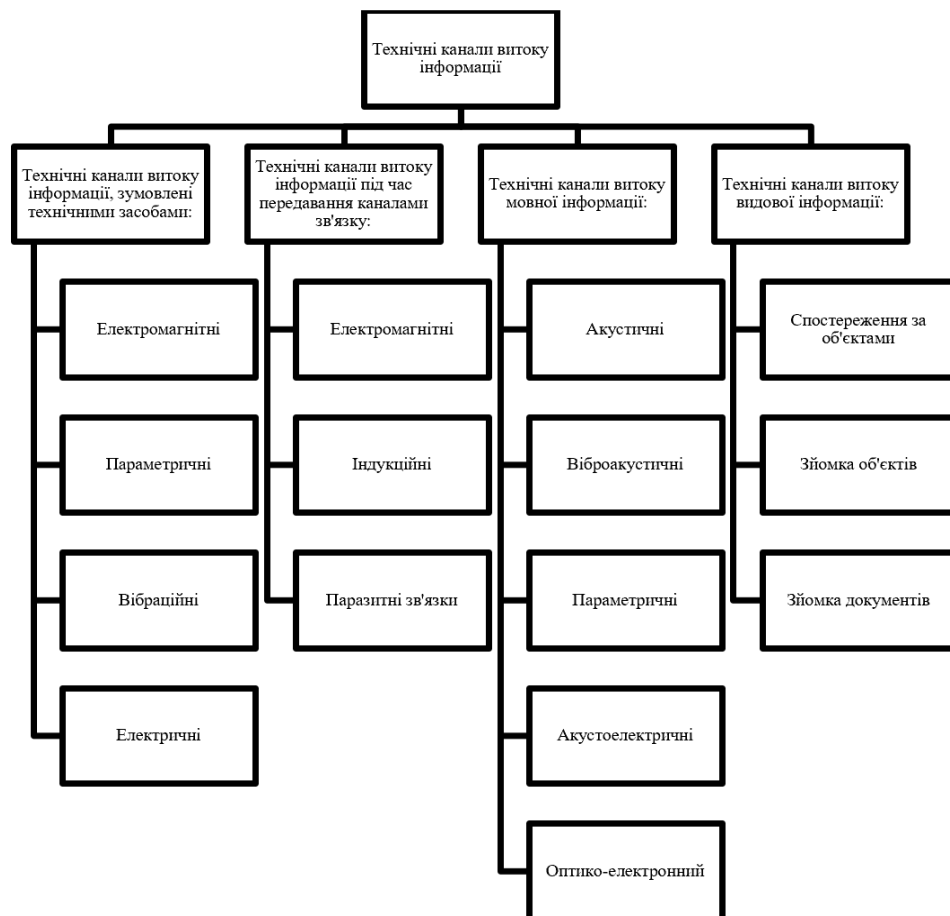 Технічні канали витоку
інформації
Технічні канали витоку
інформації, зумовлені
технічними засобами:
Електромагнітні
Параметричні
Вібраційні
Електричні
Технічні канали витоку
інформації під час
передавання каналами
зв'язку:
Електромагнітні
Індукційні
Паразитні зв'язки
Технічні канали витоку
мовної інформації:
Акустичні
Віброакустичні
Параметричні
Акустоелектричні
Оптико-електронний
Технічні канали витоку
видової інформації:
Спостереження за
об'єктами
Зйомка об'єктів
Зйомка документів